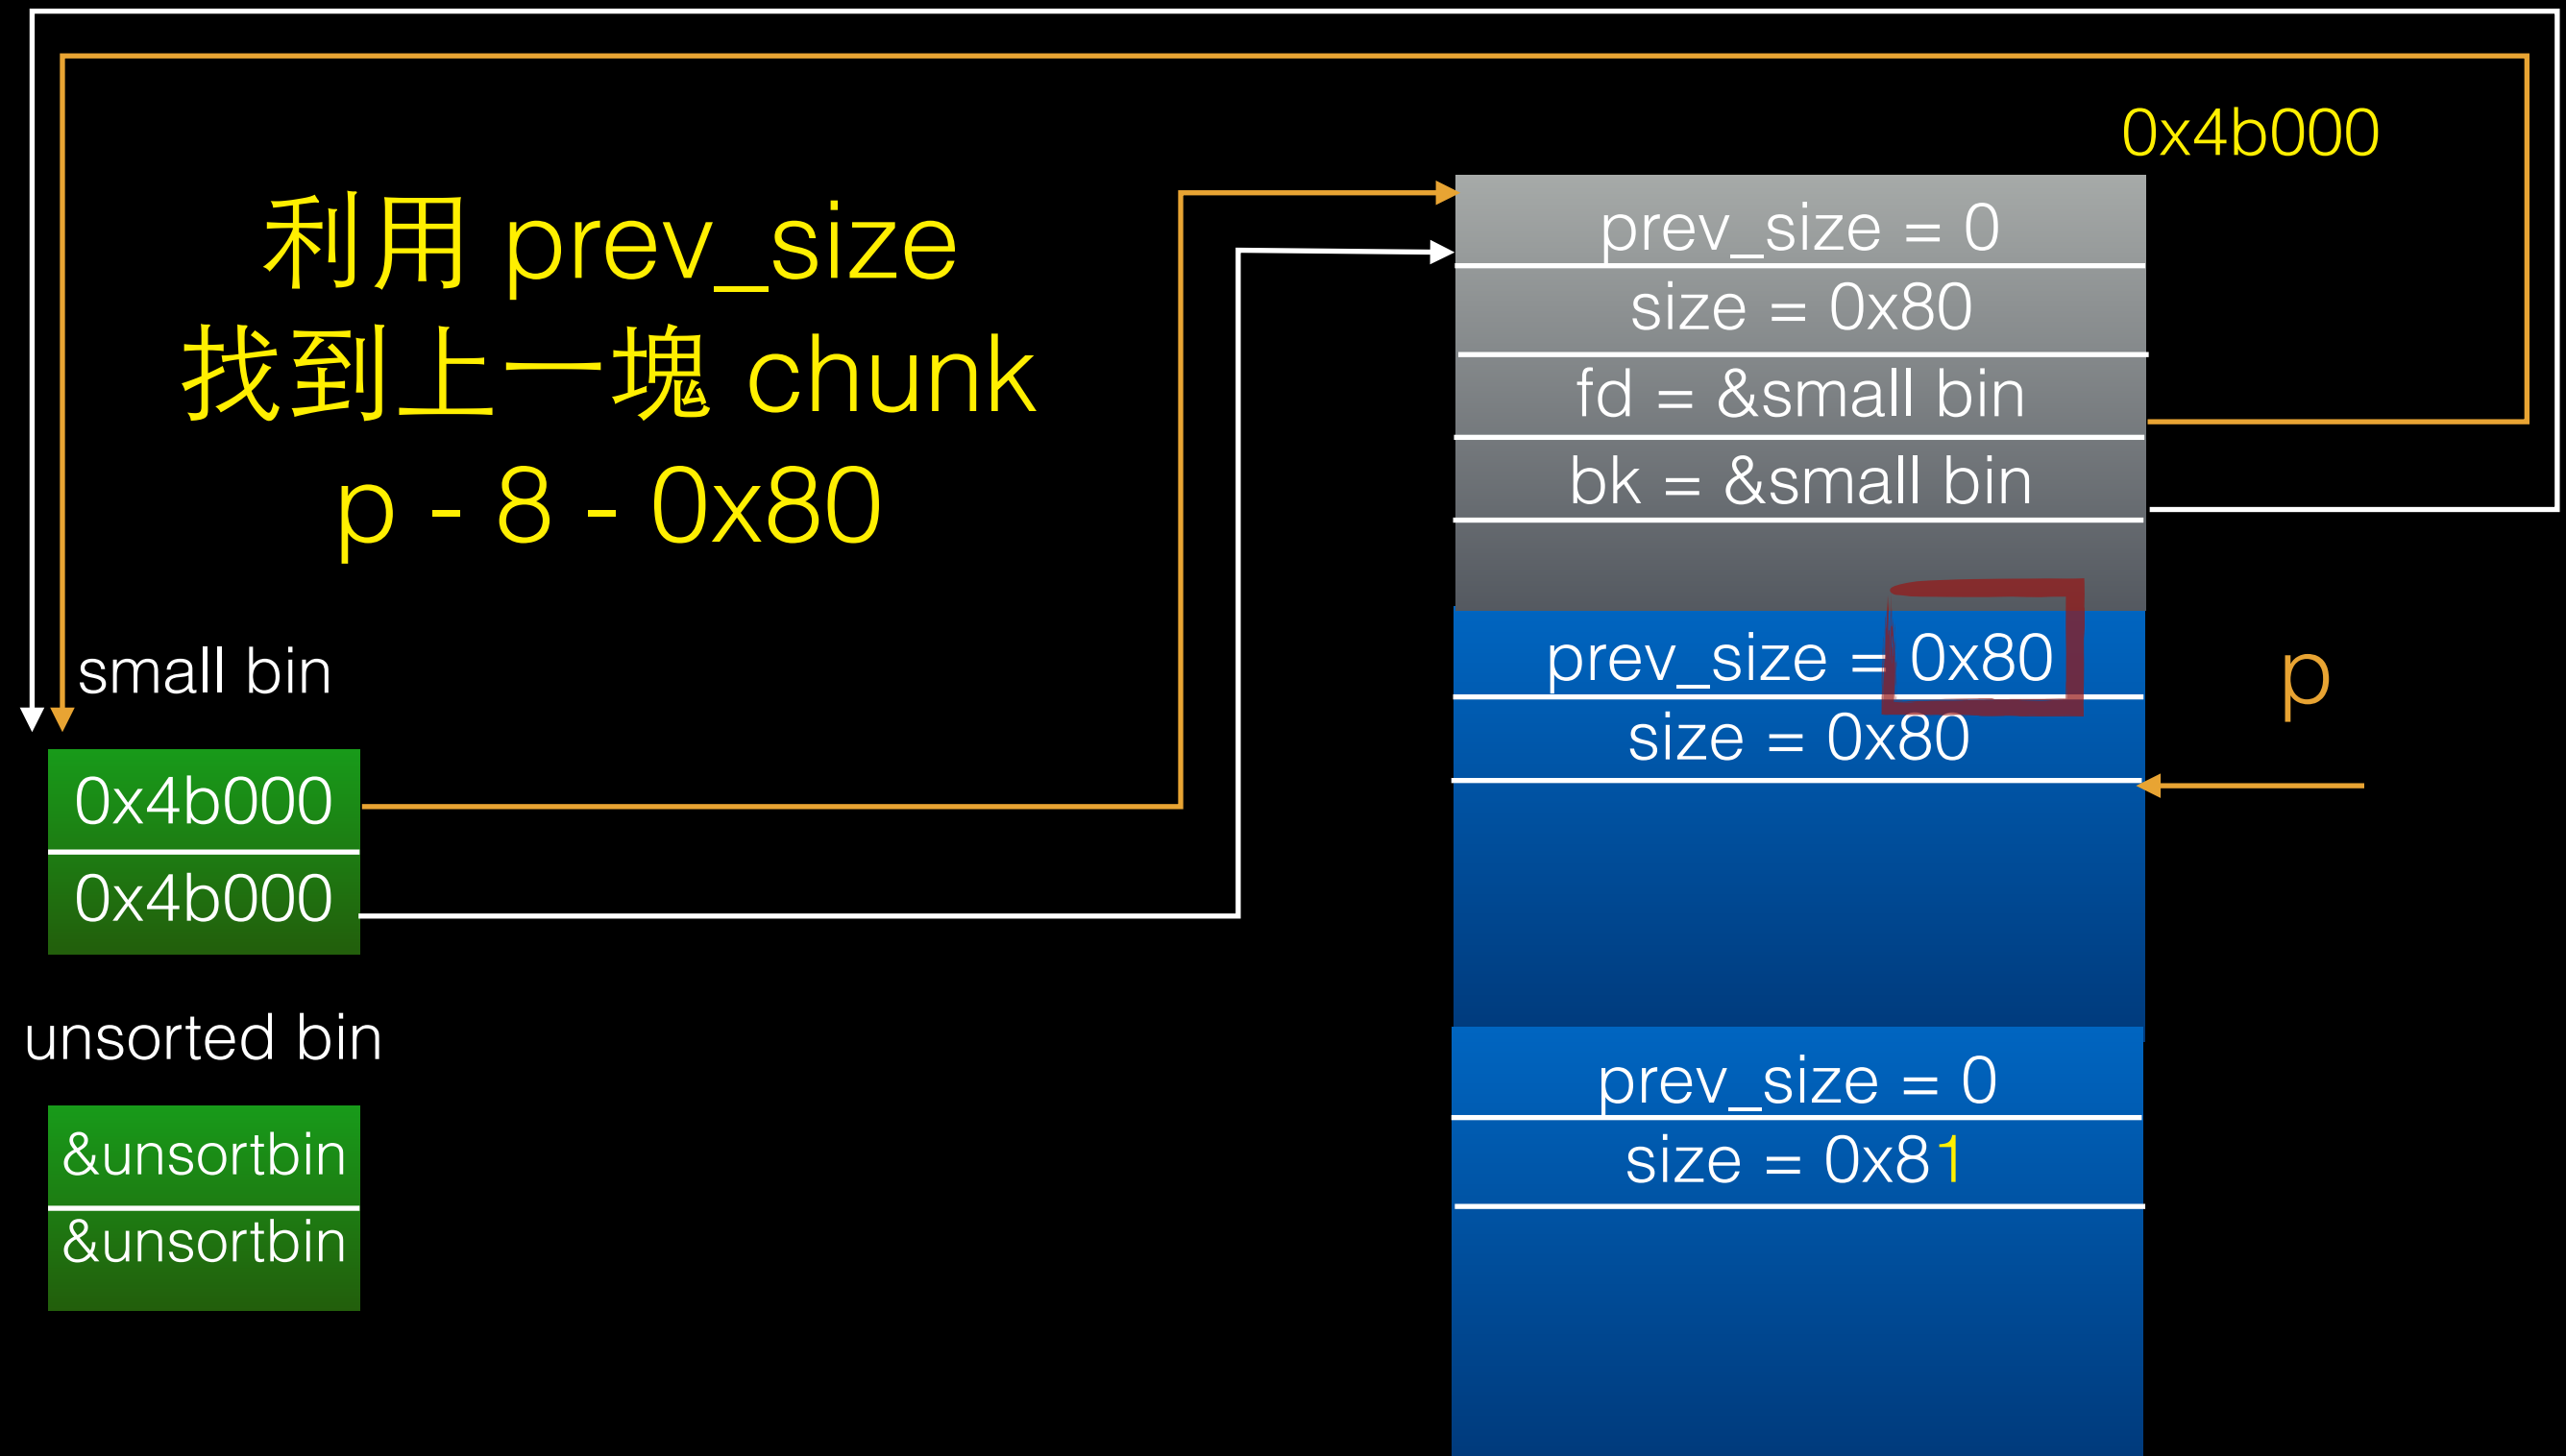 0x4b000
利用 prev_size
找到上一塊 chunk
p - 8 - 0x80
prev_size = 0
size = 0x80
fd = &small bin
bk = &small bin
prev_size = 0x80
size = 0x80
p
small bin
0x4b000
0x4b000
unsorted bin
&unsortbin
&unsortbin
prev_size = 0
size = 0x81